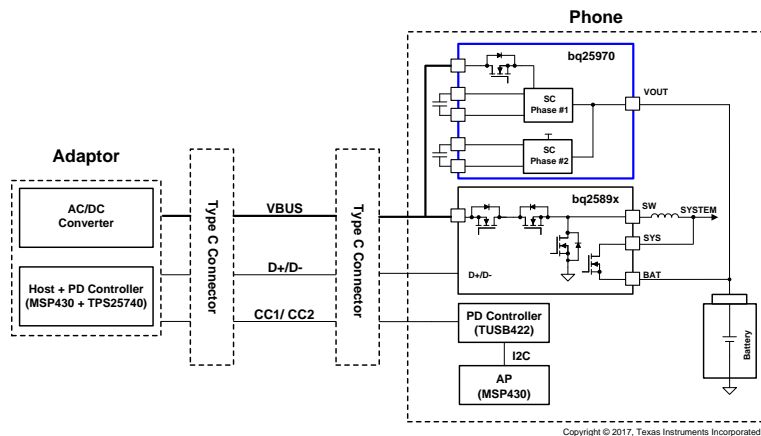 Phone
bq25970
SC
Phase #1
VOUT
SC
Phase #2
Adaptor
AC/DC
Converter
Type C Connector
VBUS
Type C Connector
bq2589x
SW
SYSTEM
SYS
D+/D-
D+/D-
BAT
Host + PD Controller
(MSP430 + TPS25740)
CC1/ CC2
PD Controller
(TUSB422)
I2C
AP
(MSP430)
Battery
Copyright © 2017, Texas Instruments Incorporated